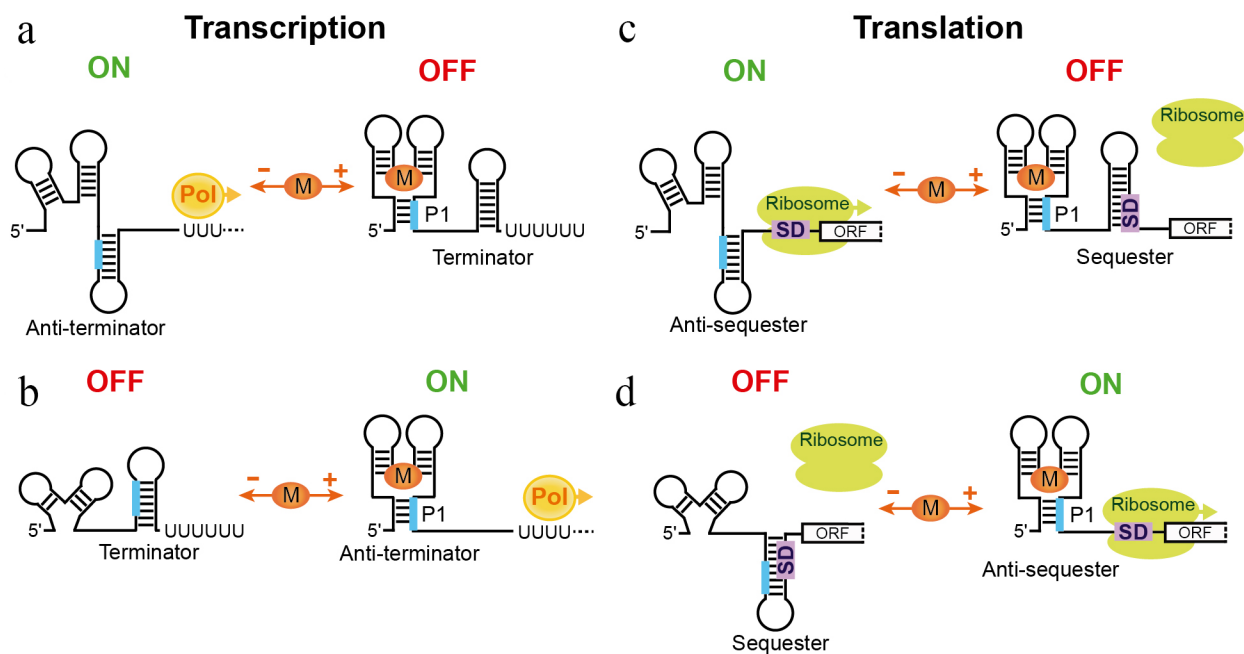 a
Transcription
ON
OFF
Pol
-
M
+
M
P1
5'
UUU....
5'
UUUUUU
Terminator
Anti-terminator
b
OFF
ON
-
M
+
M
Pol
5'
UUUUUU
5'
P1
UUUU....
Terminator
Anti-terminator
c
Translation
ON
OFF
Ribosome
-
M
+
M
Ribosome
5'
SD
ORF
5'
P1
SD
ORF
Sequester
Anti-sequester
d
OFF
ON
Ribosome
-
M
+
M
Ribosome
5'
ORF
SD
5'
P1
SD
ORF
Anti-sequester
Sequester